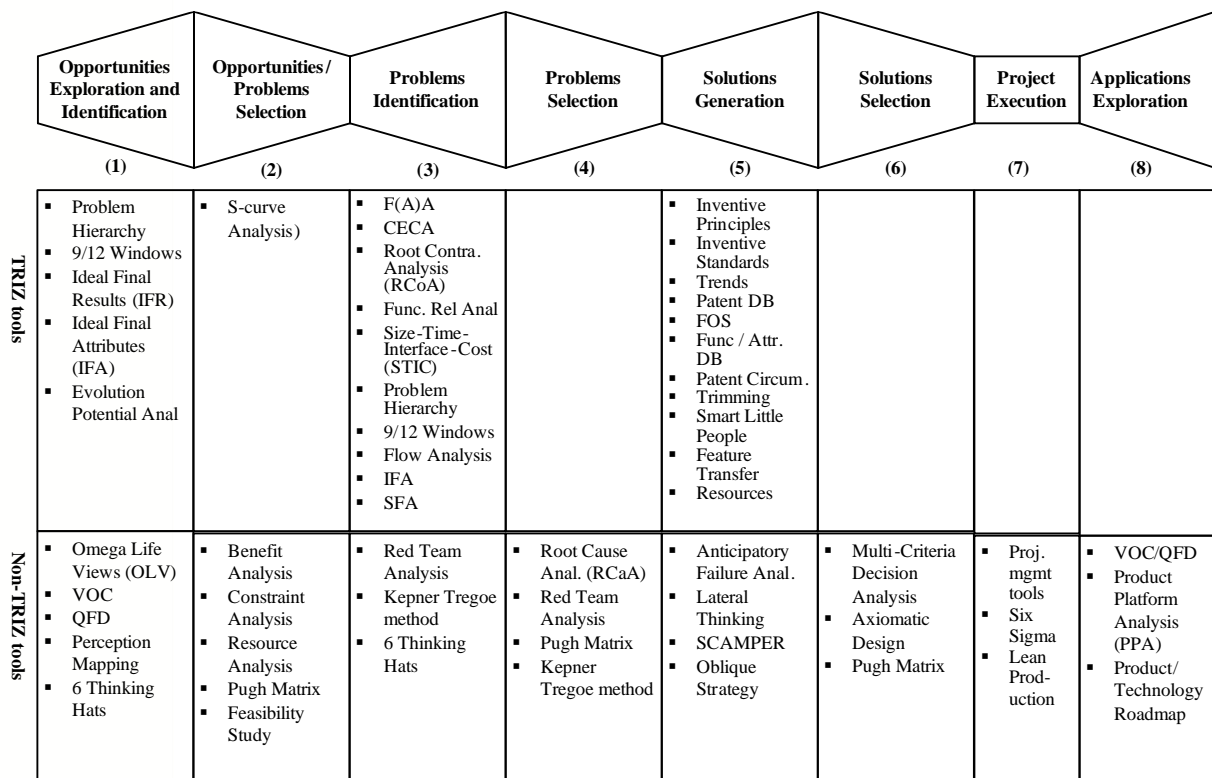 Opportunities
Exploration and
Identification
(1)
Opportunities/
Problems
Selection
(2)
Problems
Identification
(3)
Problems
Selection
(4)
Solutions
Generation
(5)
Solutions
Selection
(6)
Project
Execution
(7)
Applications
Exploration
(8)
TRIZ tools
▪ Problem
Hierarchy
▪ 9/12 Windows
▪ Ideal Final
Results (IFR)
▪ Ideal Final
Attributes
(IFA)
▪ Evolution
Potential Anal
▪ S-curve
Analysis)
▪ F(A)A
▪ CECA
▪ Root Contra.
Analysis
(RCoA)
▪ Func. Rel Anal
▪ Size-Time-
Interface-Cost
(STIC)
▪ Problem
Hierarchy
▪ 9/12 Windows
▪ Flow Analysis
▪ IFA
▪ SFA
▪ Inventive
Principles
▪ Inventive
Standards
▪ Trends
▪ Patent DB
▪ FOS
▪ Func / Attr.
DB
▪ Patent Circum.
▪ Trimming
▪ Smart Little
People
▪ Feature
Transfer
▪ Resources
Non-TRIZ tools
▪ Omega Life
Views (OLV)
▪ VOC
▪ QFD
▪ Perception
Mapping
▪ 6 Thinking
Hats
▪ Benefit
Analysis
▪ Constraint
Analysis
▪ Resource
Analysis
▪ Pugh Matrix
▪ Feasibility
Study
▪ Red Team
Analysis
▪ Kepner Tregoe
method
▪ 6 Thinking
Hats
▪ Root Cause
Anal. (RCaA)
▪ Red Team
Analysis
▪ Pugh Matrix
▪ Kepner
Tregoe method
▪ Anticipatory
Failure Anal.
▪ Lateral
Thinking
▪ SCAMPER
▪ Oblique
Strategy
▪ Multi-Criteria
Decision
Analysis
▪ Axiomatic
Design
▪ Pugh Matrix
▪ Proj.
mgmt
tools
▪ Six
Sigma
▪ Lean
Prod-
uction
▪ VOC/QFD
▪ Product
Platform
Analysis
(PPA)
▪ Product/
Technology
Roadmap